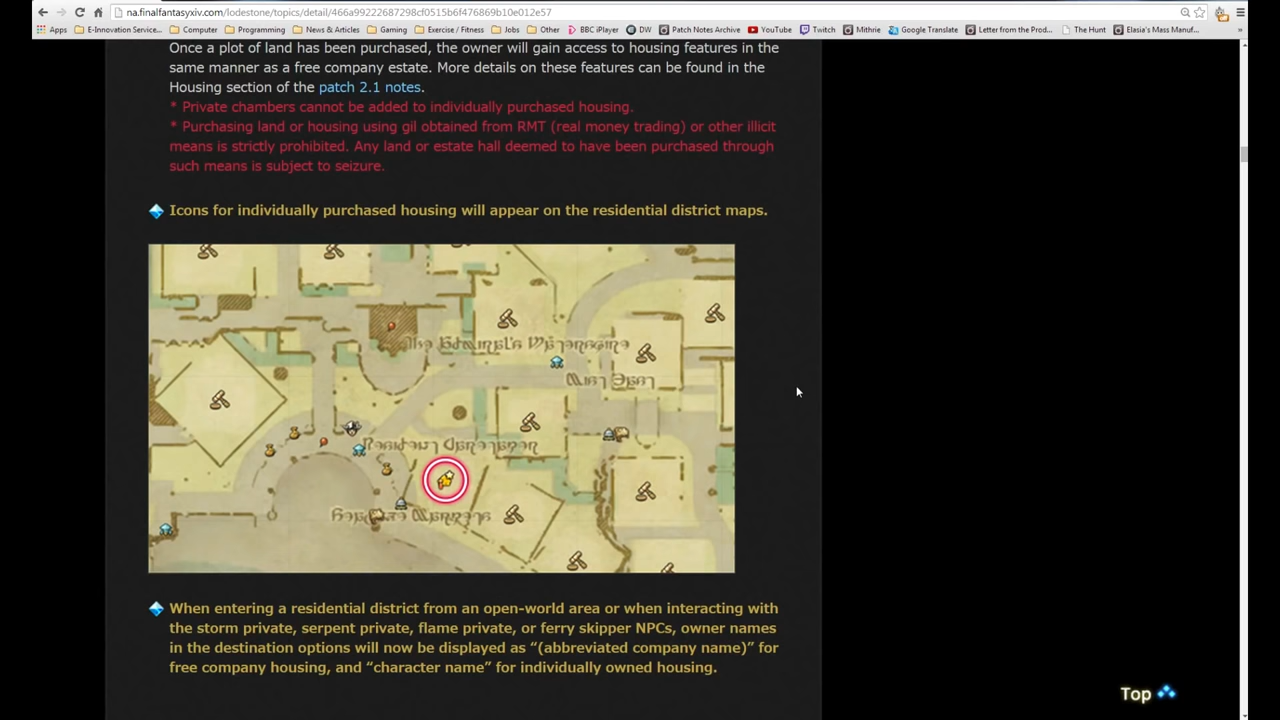 na.finalfantasyxiv.com/lodestone/topics/detail/466a99222687298cf0515b6f476869b10e012e57
Apps E-Innovation Service... Computer Programming News & Articles Gaming Exercise / Fitness Jobs Other BBC iPlayer DW Patch Notes Archive YouTube Twitch Mithrie Google Translate Letter from the Prod... The Hunt Elasia's Mass Manuf...
Once a plot of land has been purchased, the owner will gain access to housing features in the
same manner as a free company estate. More details on these features can be found in the
Housing section of the patch 2.1 notes.
* Private chambers cannot be added to individually purchased housing.
* Purchasing land or housing using gil obtained from RMT (real money trading) or other illicit
means is strictly prohibited. Any land or estate hall deemed to have been purchased through
such means is subject to seizure.
Icons for individually purchased housing will appear on the residential district maps.
When entering a residential district from an open-world area or when interacting with
the storm private, serpent private, flame private, or ferry skipper NPCs, owner names
in the destination options will now be displayed as “(abbreviated company name)” for
free company housing, and “character name” for individually owned housing.
Top